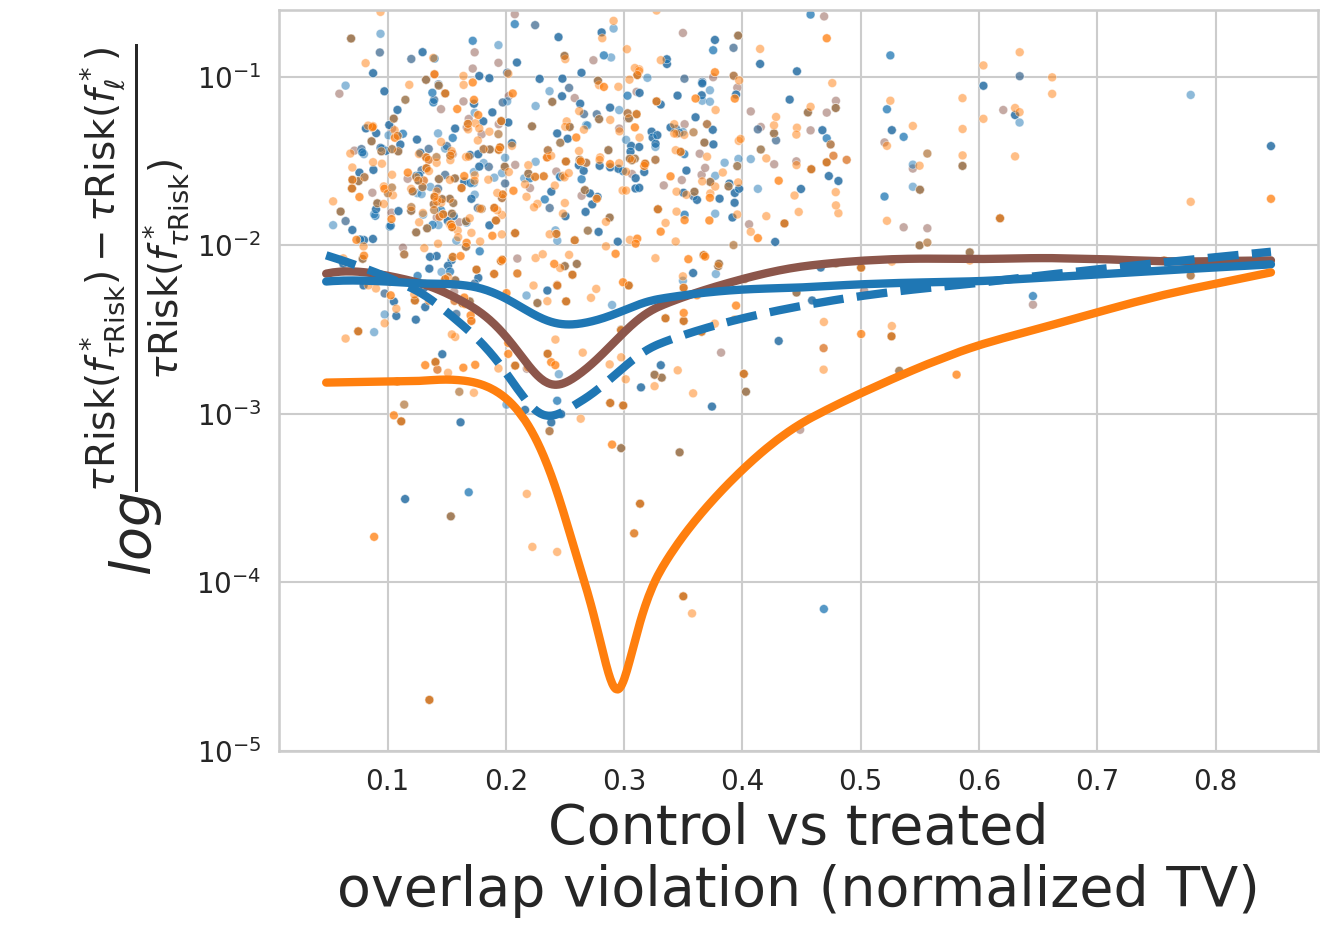 log τRisk(f*τRisk) − τRisk(f*ℓ)
τRisk(f*τRisk)
10⁻¹
10⁻²
10⁻³
10⁻⁴
10⁻⁵
0.1 0.2 0.3 0.4 0.5 0.6 0.7 0.8
Control vs treated
overlap violation (normalized TV)